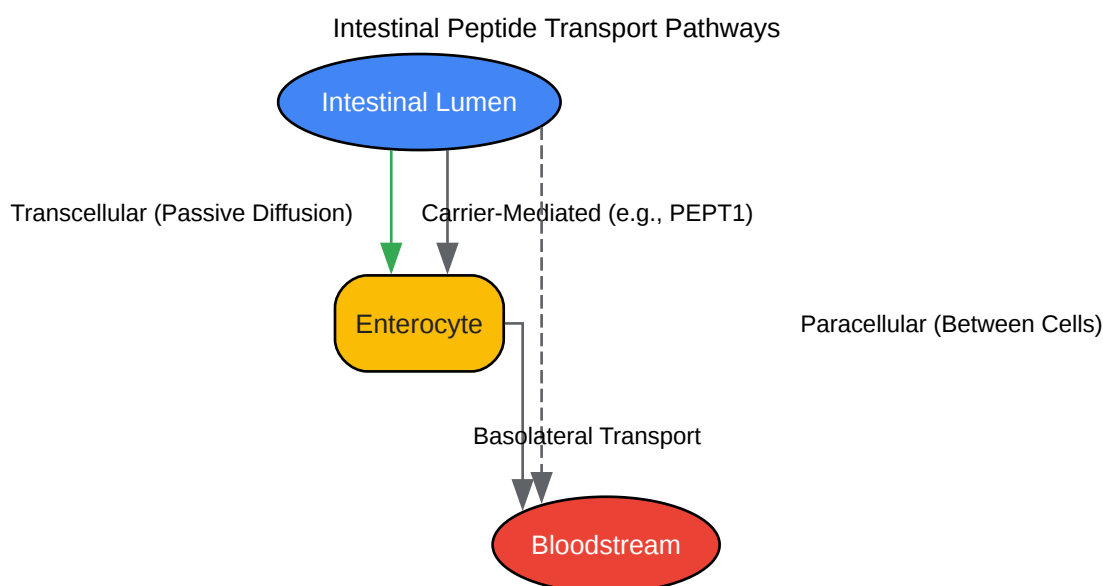 Intestinal Peptide Transport Pathways
Intestinal Lumen
Transcellular (Passive Diffusion)
Carrier-Mediated (e.g., PEPT1)
Enterocyte
Paracellular (Between Cells)
Basolateral Transport
Bloodstream